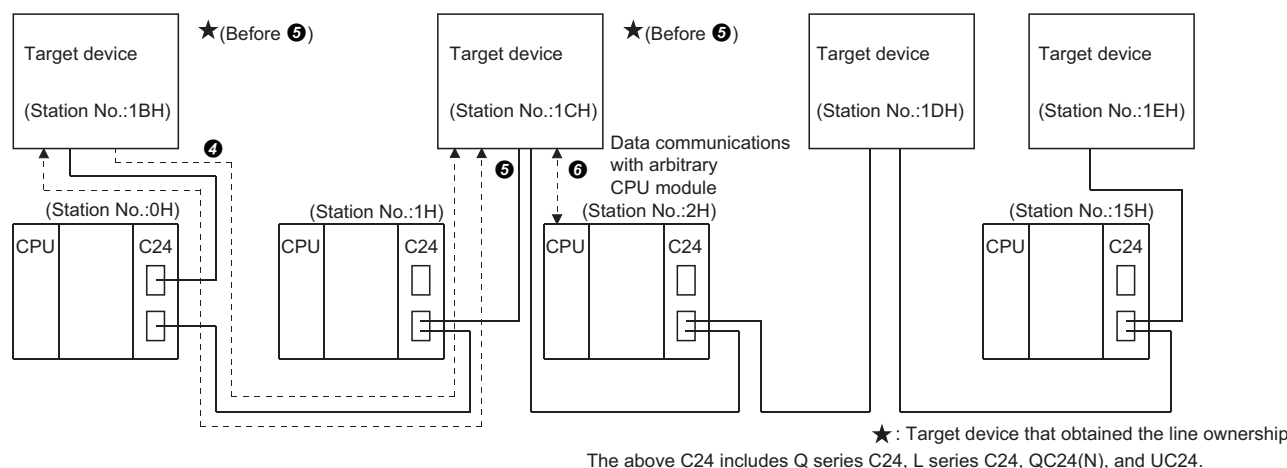 ★(Before ❺)
★(Before ❺)
Target device
(Station No.:1BH)
Target device
(Station No.:1CH)
Target device
(Station No.:1DH)
Target device
(Station No.:1EH)
❹
❺
❻
Data communications
with arbitrary
CPU module
(Station No.:0H)
(Station No.:1H)
(Station No.:2H)
(Station No.:15H)
CPU
C24
CPU
C24
CPU
C24
CPU
C24
★: Target device that obtained the line ownership
The above C24 includes Q series C24, L series C24, QC24(N), and UC24.